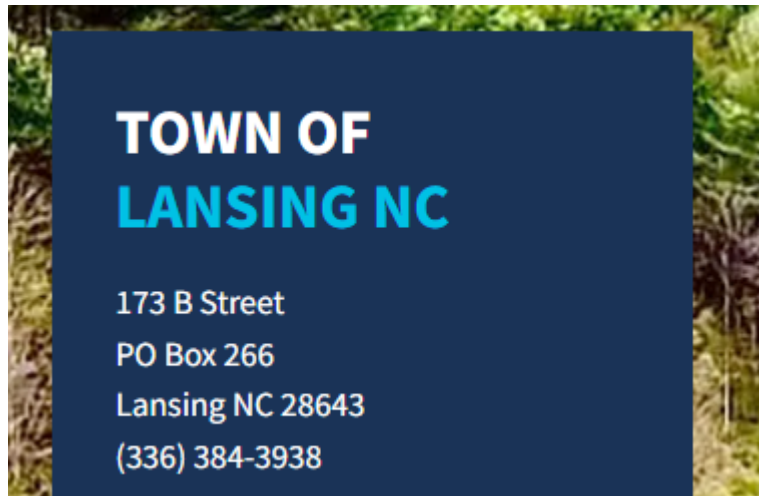 TOWN OF
LANSING NC
173 B Street
PO Box 266
Lansing NC 28643
(336) 384-3938